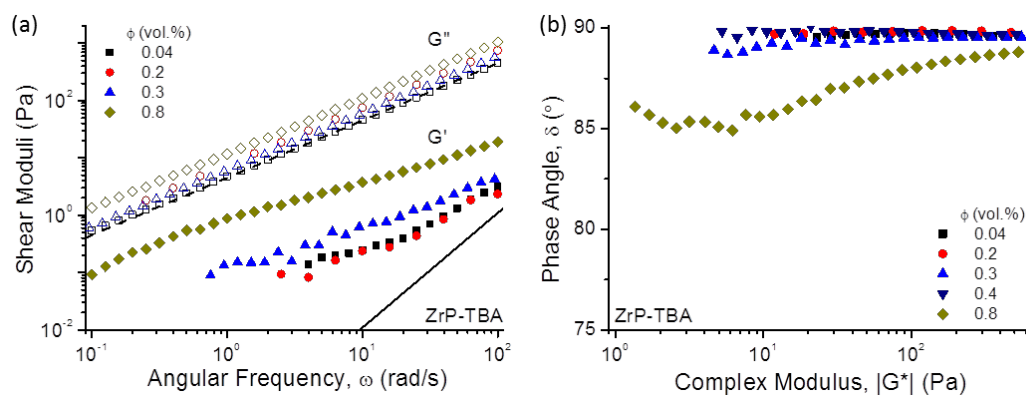 (a)
Shear Moduli (Pa)
10²
10⁰
10⁻²
ϕ (vol.%)
0.04
0.2
0.3
0.8
G"
G'
ZrP-TBA
10⁻¹ 10⁰ 10¹ 10²
Angular Frequency, ω (rad/s)
(b)
Phase Angle, δ (°)
90
85
80
75
ϕ (vol.%)
0.04
0.2
0.3
0.4
0.8
ZrP-TBA
10⁰ 10¹ 10²
Complex Modulus, |G*| (Pa)